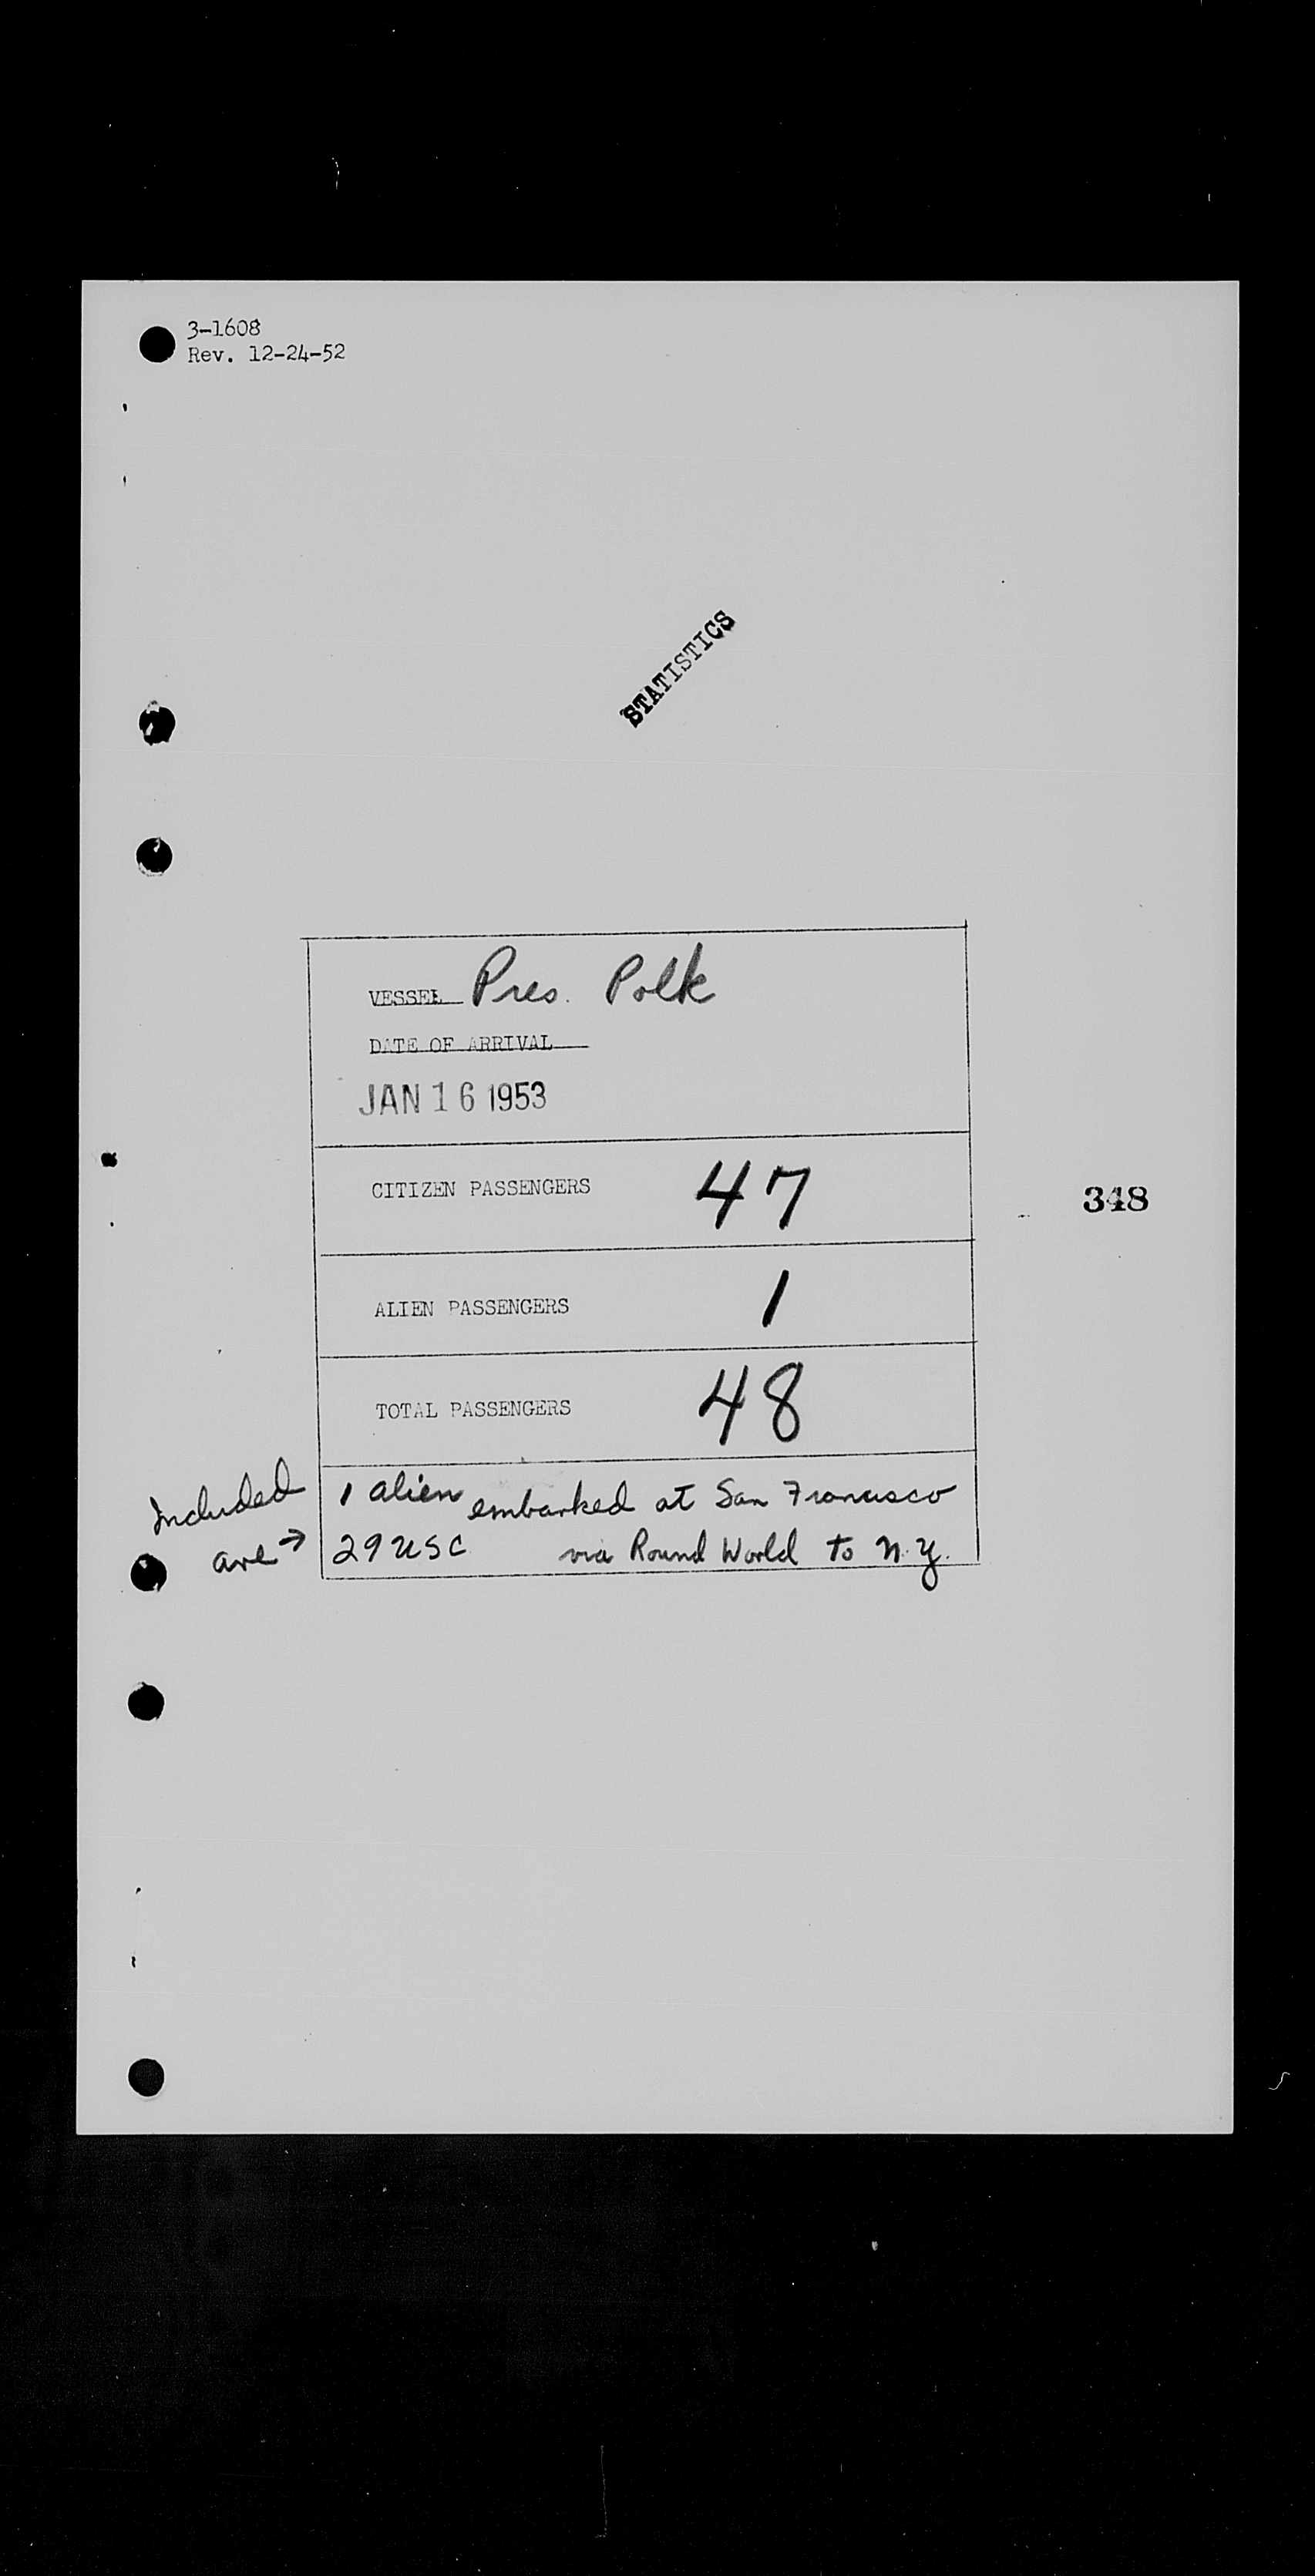 3-1608
Rev. 12-24-52
STATISTICS
VESSEL Pres. Polk
DATE OF ARRIVAL
JAN 16 1953
CITIZEN PASSENGERS 47
348
ALIEN PASSENGERS 1
TOTAL PASSENGERS 48
Included 1 alien embarked at San Francisco
are → 29 USC via Round World to N.Y.